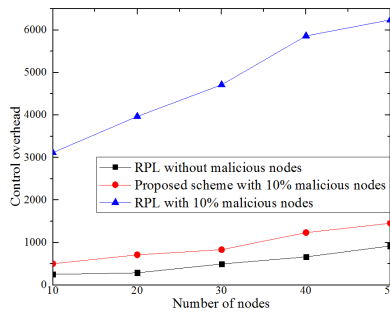 6000
5000
4000
3000
2000
1000
0
Control overhead
RPL without malicious nodes
Proposed scheme with 10% malicious nodes
RPL with 10% malicious nodes
10 20 30 40
Number of nodes